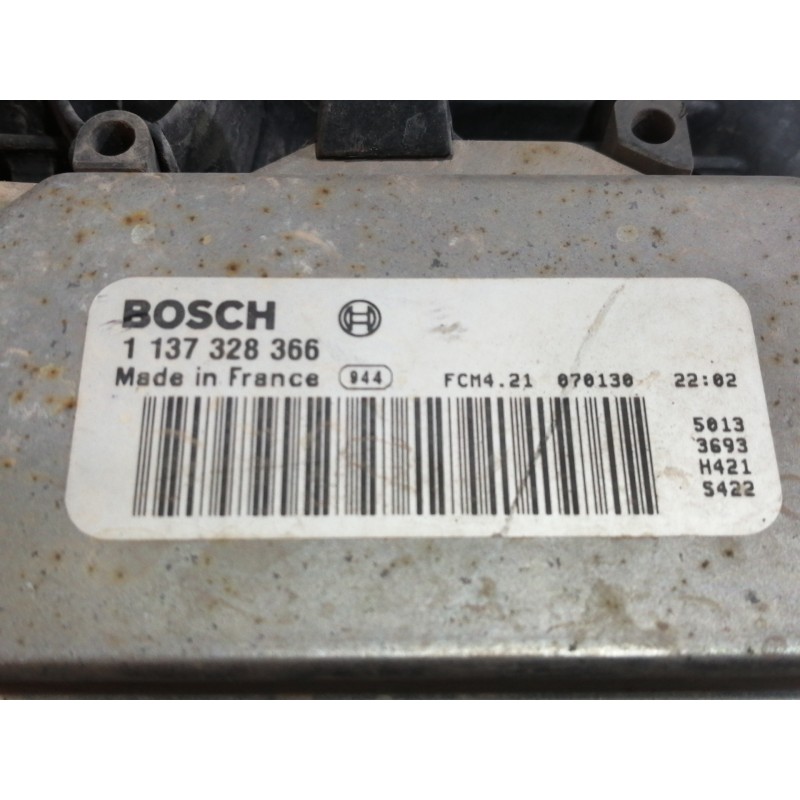 BOSCH
1 137 328 366
Made in France 944 FCM4.21 070130 22:02
5013
3693
H421
S422